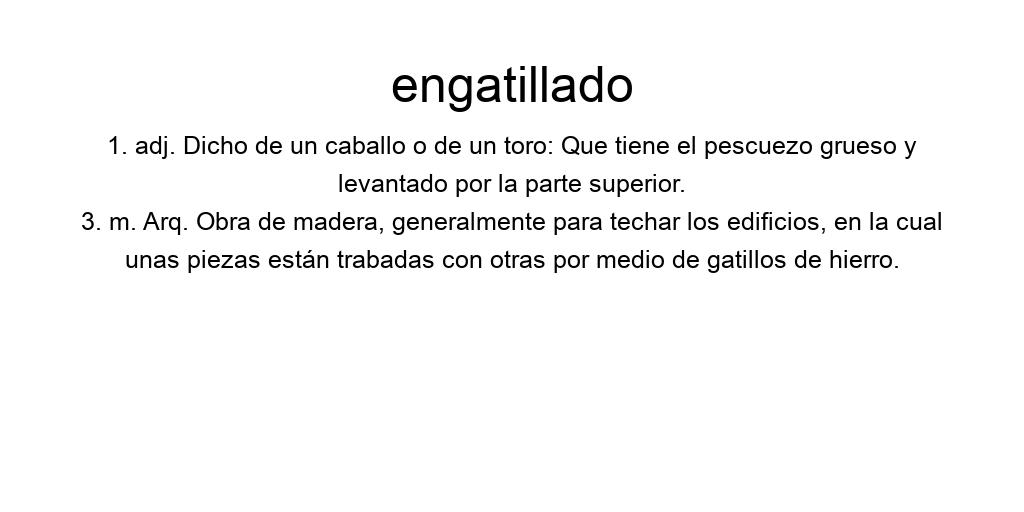 engatillado
1. adj. Dicho de un caballo o de un toro: Que tiene el pescuezo grueso y
levantado por la parte superior.
3. m. Arq. Obra de madera, generalmente para techar los edificios, en la cual
unas piezas están trabadas con otras por medio de gatillos de hierro.